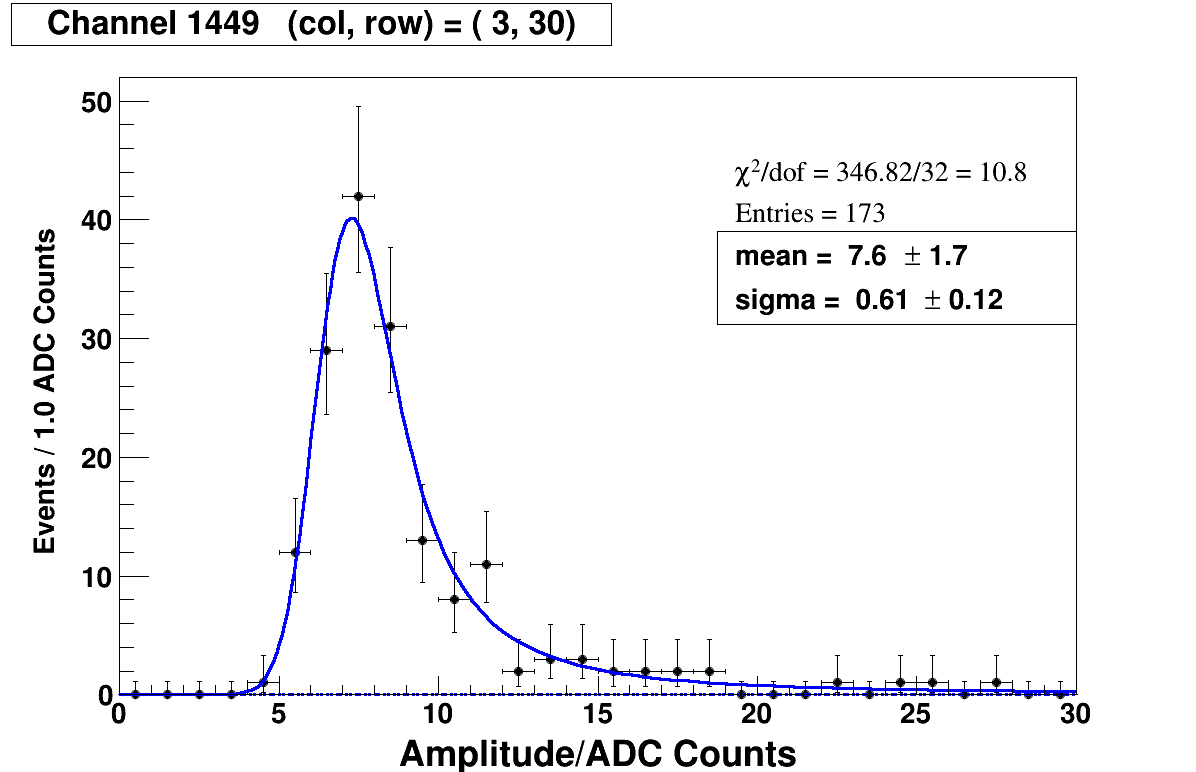 Channel 1449 (col, row) = ( 3, 30)
50
40
30
20
10
0
Events / 1.0 ADC Counts
χ²/dof = 346.82/32 = 10.8
Entries = 173
mean = 7.6 ± 1.7
sigma = 0.61 ± 0.12
0 5 10 15 20 25 30
Amplitude/ADC Counts